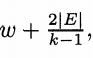 w + \frac{2|E|}{k-1},